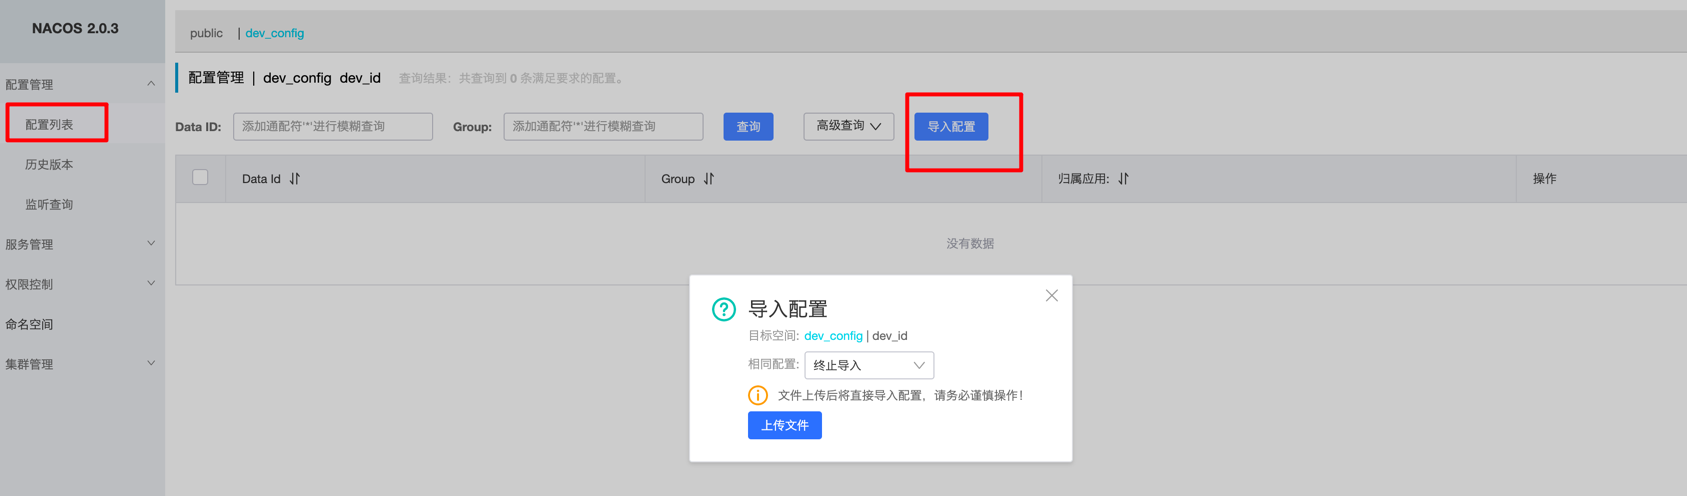 NACOS 2.0.3
配置管理
配置列表
历史版本
监听查询
服务管理
权限控制
命名空间
集群管理
public | dev_config
配置管理 | dev_config dev_id 查询结果：共查询到 0 条满足要求的配置。
Data ID: 添加通配符'*'进行模糊查询 Group: 添加通配符'*'进行模糊查询 查询 高级查询 导入配置
Data Id Group 归属应用: 操作
没有数据
导入配置
目标空间: dev_config | dev_id
相同配置: 终止导入
文件上传后将直接导入配置，请务必谨慎操作！
上传文件